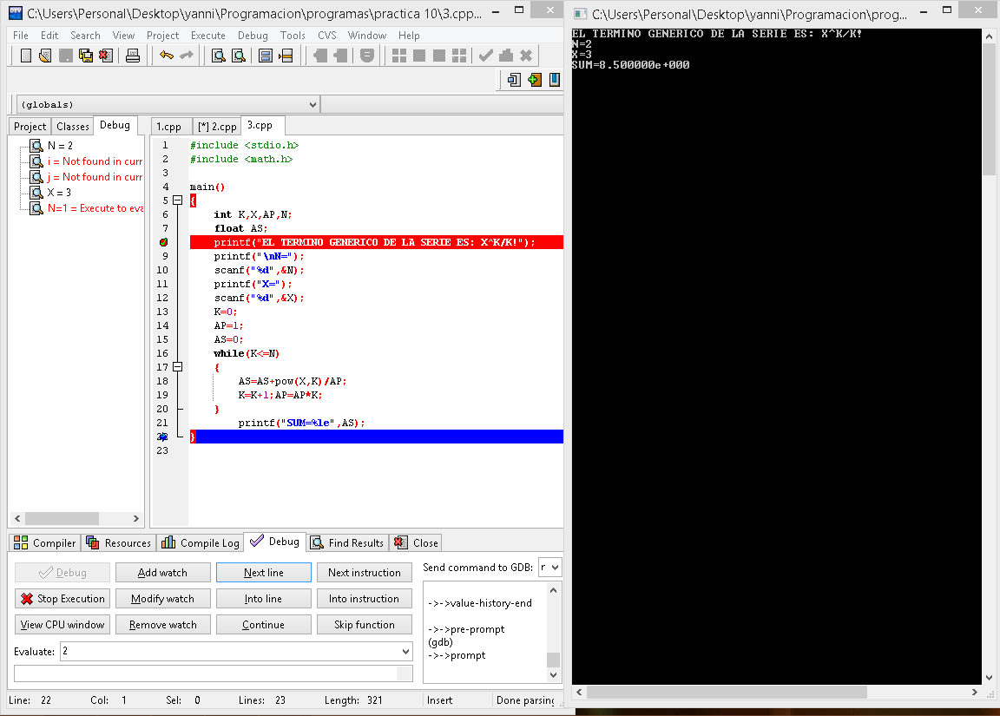 C:\Users\Personal\Desktop\yanni\Programacion\programas\practica 10\3.cpp...
File Edit Search View Project Execute Debug Tools CVS Window Help
(globals)
Project Classes Debug
N = 2
i = Not found in curr
j = Not found in curr
X = 3
N=1 = Execute to eva
1.cpp [*] 2.cpp 3.cpp
1 #include <stdio.h>
2 #include <math.h>
3
4 main()
5 {
6 int K,X,AP,N;
7 float AS;
printf("EL TERMINO GENERICO DE LA SERIE ES: X^K/K!");
9 printf("\nN=");
10 scanf("%d",&N);
11 printf("X=");
12 scanf("%d",&X);
13 K=0;
14 AP=1;
15 AS=0;
16 while(K<=N)
17 {
18 AS=AS+pow(X,K)/AP;
19 K=K+1;AP=AP*K;
20 }
21 printf("SUM=%le",AS);
22 }
23
Compiler Resources Compile Log Debug Find Results Close
Debug Add watch Next line Next instruction
Stop Execution Modify watch Into line Into instruction
View CPU window Remove watch Continue Skip function
Evaluate: 2
Send command to GDB: r
->->value-history-end
->->pre-prompt
(gdb)
->->prompt
Line: 22 Col: 1 Sel: 0 Lines: 23 Length: 321 Insert Done parsing
C:\Users\Personal\Desktop\yanni\Programacion\prog...
EL TERMINO GENERICO DE LA SERIE ES: X^K/K!
N=2
X=3
SUM=8.500000e+000